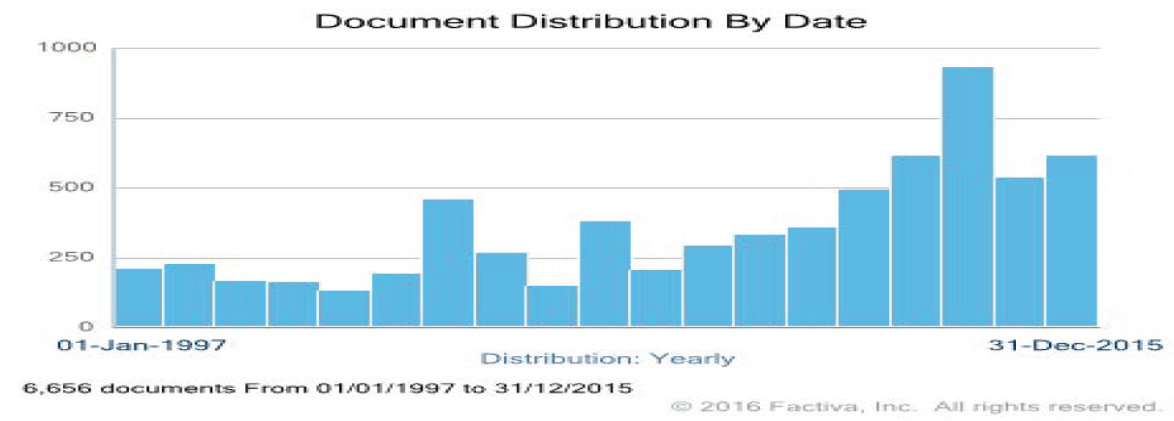 Document Distribution By Date
1000
750
500
250
0
01-Jan-1997
31-Dec-2015
Distribution: Yearly
6,656 documents From 01/01/1997 to 31/12/2015
© 2016 Factiva, Inc. All rights reserved.